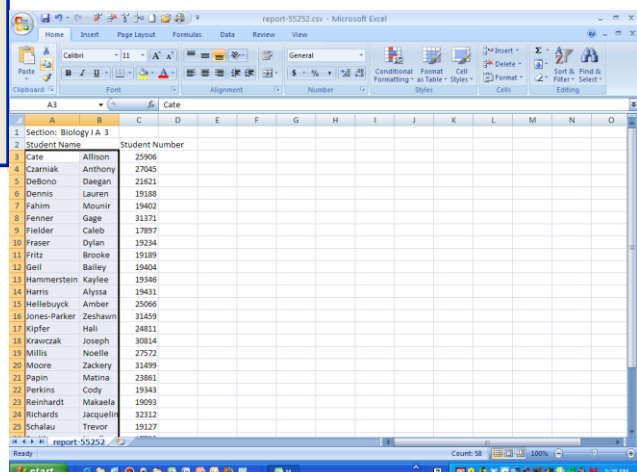 report-55252.csv - Microsoft Excel
Home Insert Page Layout Formulas Data Review View
Paste
Calibri 11 A A
General
Conditional Formatting Format as Table Cell Styles
Insert
Delete
Format
Sort & Filter Find & Select
B I U
$ % ,
Clipboard Font Alignment Number Styles Cells Editing
A3 fx Cate
A B C D E F G H I J K L M N O
1 Section: Biology I A 3
2 Student Name Student Number
3 Cate Allison 25906
4 Czarniak Anthony 27045
5 DeBono Daegan 21621
6 Dennis Lauren 19188
7 Fahim Mounir 19402
8 Fenner Gage 31371
9 Fielder Caleb 17897
10 Fraser Dylan 19234
11 Fritz Brooke 19189
12 Geil Bailey 19404
13 Hammerstein Kaylee 19346
14 Harris Alyssa 19431
15 Hellebuyck Amber 25066
16 Jones-Parker Zeshawn 31459
17 Kipfer Hali 24811
18 Krawczak Joseph 30814
19 Millis Noelle 27572
20 Moore Zackery 31499
21 Papin Matina 23861
22 Perkins Cody 19343
23 Reinhardt Makaela 19093
24 Richards Jacquelin 32312
25 Schalau Trevor 19127
report-55252
Ready Count: 58 100%
start